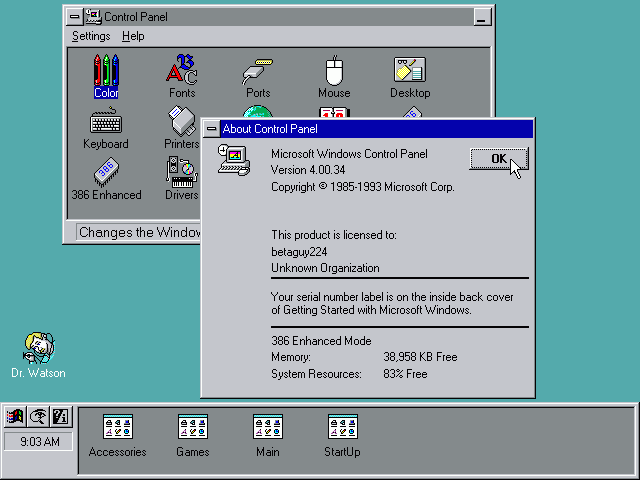 Control Panel
Settings Help
Color Fonts Ports Mouse Desktop
Keyboard Printers
386
386 Enhanced Drivers
Changes the Window
About Control Panel
Microsoft Windows Control Panel
Version 4.00.34
Copyright © 1985-1993 Microsoft Corp.
OK
This product is licensed to:
betaguy224
Unknown Organization
Your serial number label is on the inside back cover
of Getting Started with Microsoft Windows.
386 Enhanced Mode
Memory: 38,958 KB Free
System Resources: 83% Free
Dr. Watson
9:03 AM
Accessories Games Main StartUp